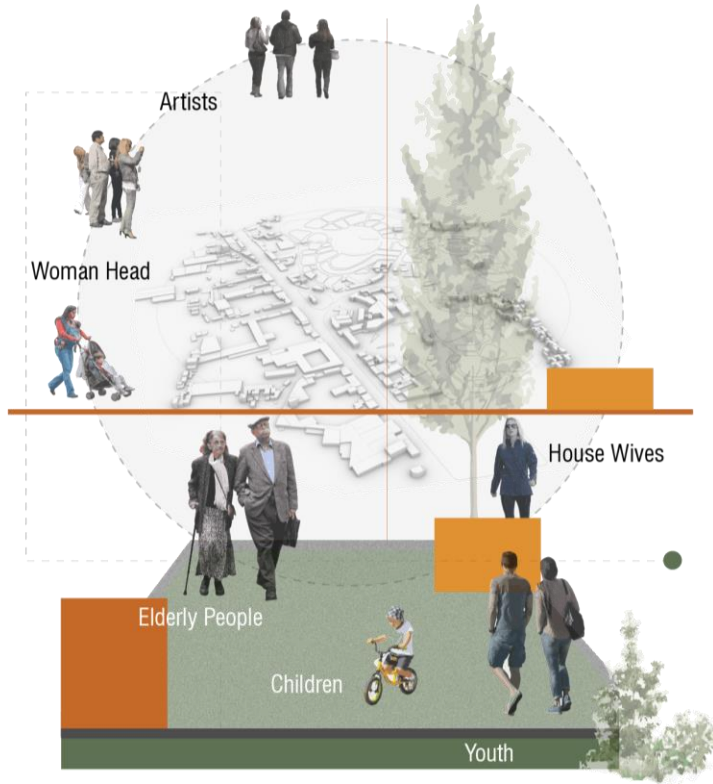 Artists
Woman Head
House Wives
Elderly People
Children
Youth